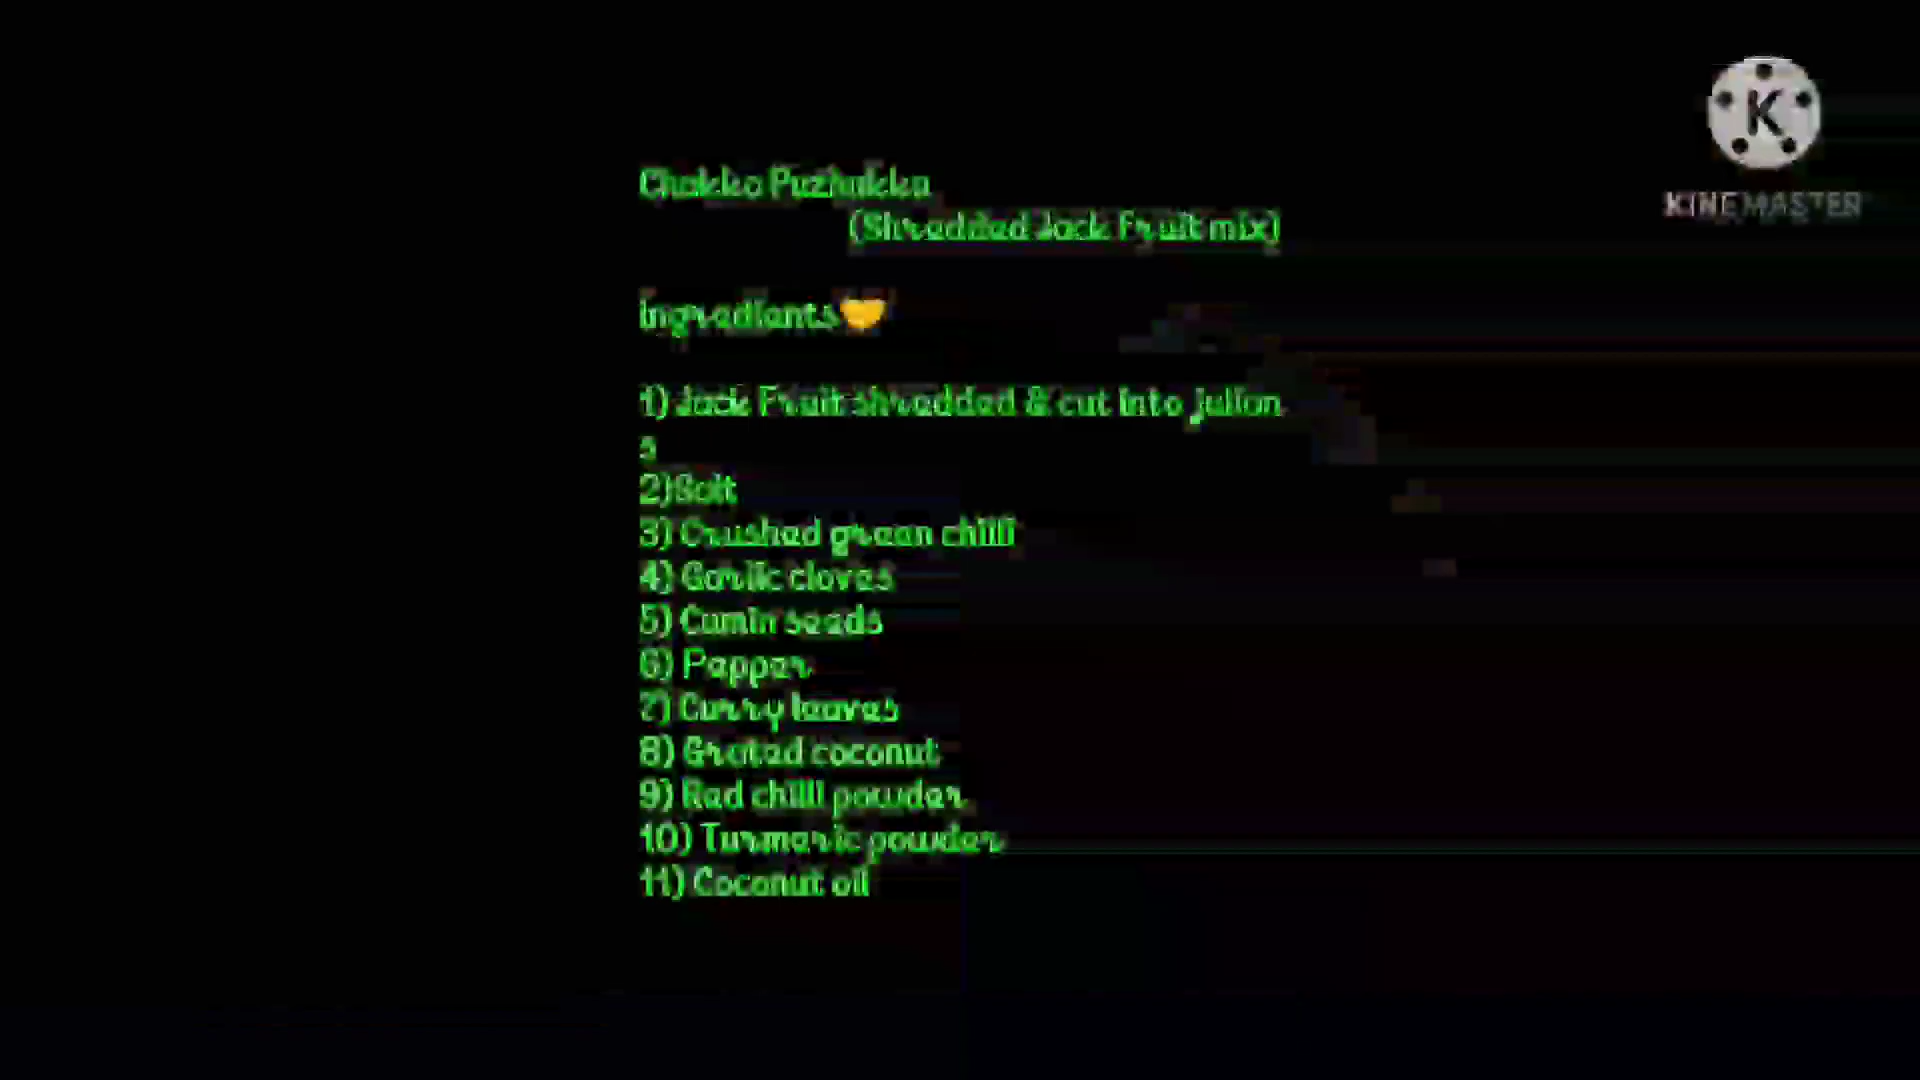 Chakka Puzhukku
(Shredded Jack Fruit mix)
Ingredients💛
1) Jack Fruit shredded & cut into julian
s
2)Salt
3) Crushed green chilli
4) Garlic cloves
5) Cumin seeds
6) Pepper
7) Curry leaves
8) Grated coconut
9) Red chilli powder
10) Turmeric powder
11) Coconut oil
K
KINEMASTER